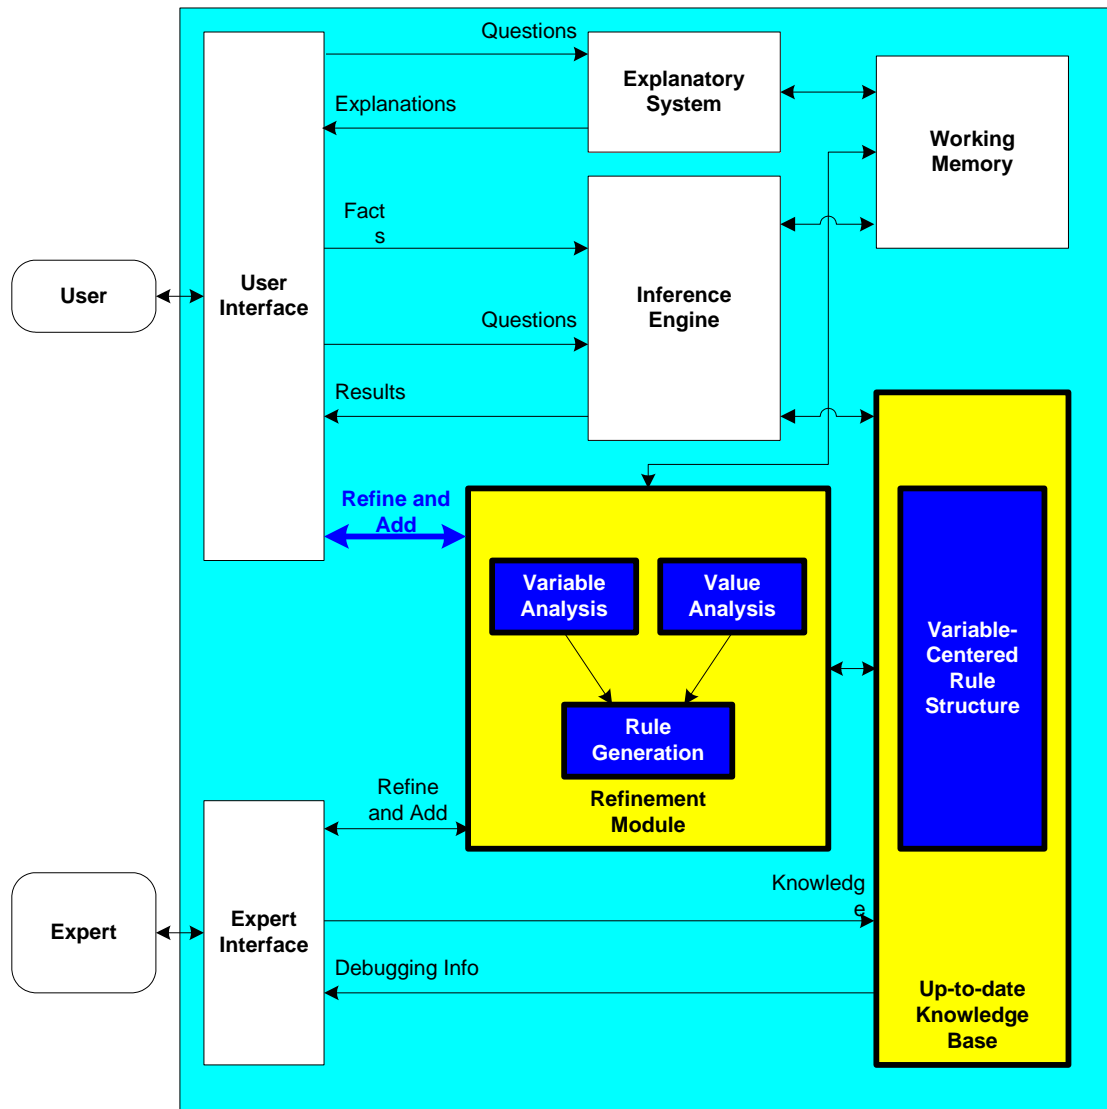 Questions
Explanatory
System
Explanations
Working
Memory
Fact
s
User
User
Interface
Inference
Engine
Questions
Results
Refine and
Add
Variable
Analysis
Value
Analysis
Variable-
Centered
Rule
Structure
Rule
Generation
Refinement
Module
Refine
and Add
Knowledg
e
Expert
Expert
Interface
Debugging Info
Up-to-date
Knowledge
Base